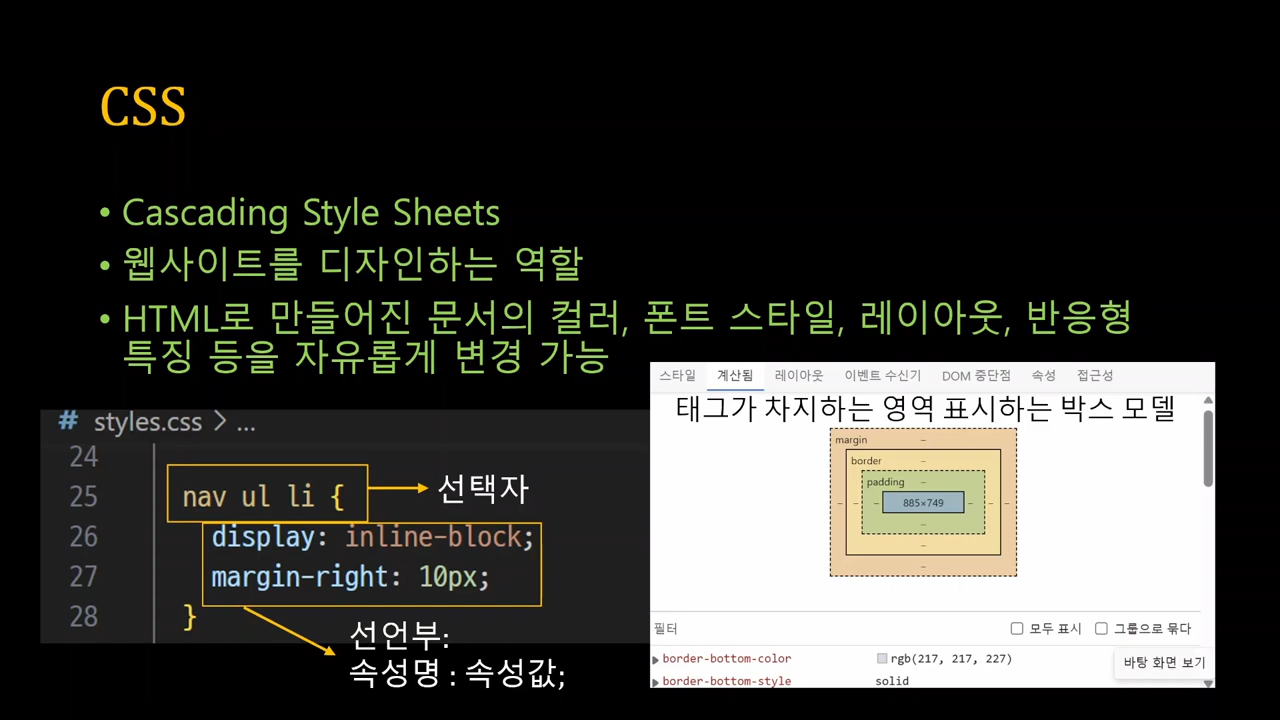 CSS
• Cascading Style Sheets
• 웹사이트를 디자인하는 역할
• HTML로 만들어진 문서의 컬러, 폰트 스타일, 레이아웃, 반응형
특징 등을 자유롭게 변경 가능
# styles.css > ...
24
25 nav ul li {
선택자
26 display: inline-block;
27 margin-right: 10px;
28 }
선언부:
속성명 : 속성값;
스타일 계산됨 레이아웃 이벤트 수신기 DOM 중단점 속성 접근성
태그가 차지하는 영역 표시하는 박스 모델
margin –
border –
padding –
– – – 885×749 – – –
–
–
–
필터 모두 표시 그룹으로 묶다
border-bottom-color rgb(217, 217, 227)
바탕 화면 보기
border-bottom-style solid